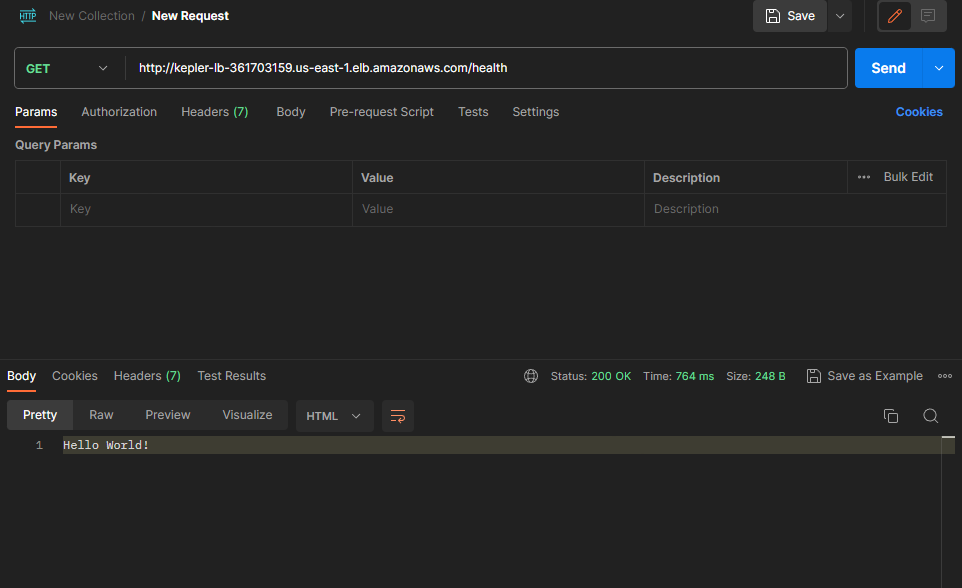 HTTP New Collection / New Request Save
GET http://kepler-lb-361703159.us-east-1.elb.amazonaws.com/health Send
Params Authorization Headers (7) Body Pre-request Script Tests Settings Cookies
Query Params
Key Value Description ••• Bulk Edit
Key Value Description
Body Cookies Headers (7) Test Results Status: 200 OK Time: 764 ms Size: 248 B Save as Example
Pretty Raw Preview Visualize HTML
1 Hello World!